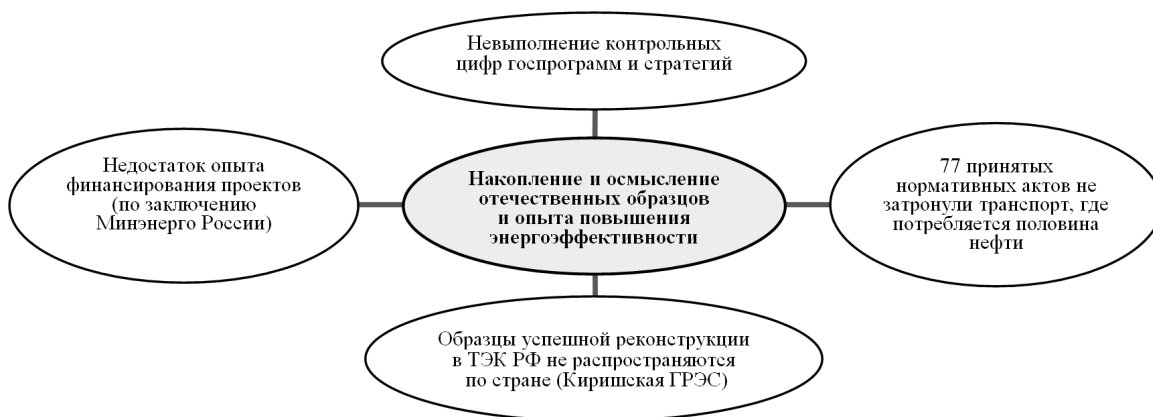 Невыполнение контрольных
цифр госпрограмм и стратегий
Недостаток опыта
финансирования проектов
(по заключению
Минэнерго России)
Накопление и осмысление
отечественных образцов
и опыта повышения
энергоэффективности
77 принятых
нормативных актов не
затронули транспорт, где
потребляется половина
нефти
Образцы успешной реконструкции
в ТЭК РФ не распространяются
по стране (Киришская ГРЭС)